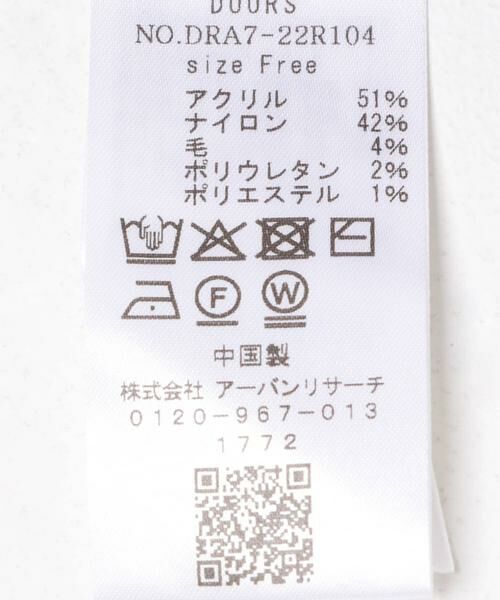 DOORS
NO.DRA7-22R104
size Free
アクリル 51%
ナイロン 42%
毛 4%
ポリウレタン 2%
ポリエステル 1%
F W
中国製
株式会社 アーバンリサーチ
0120-967-013
1772